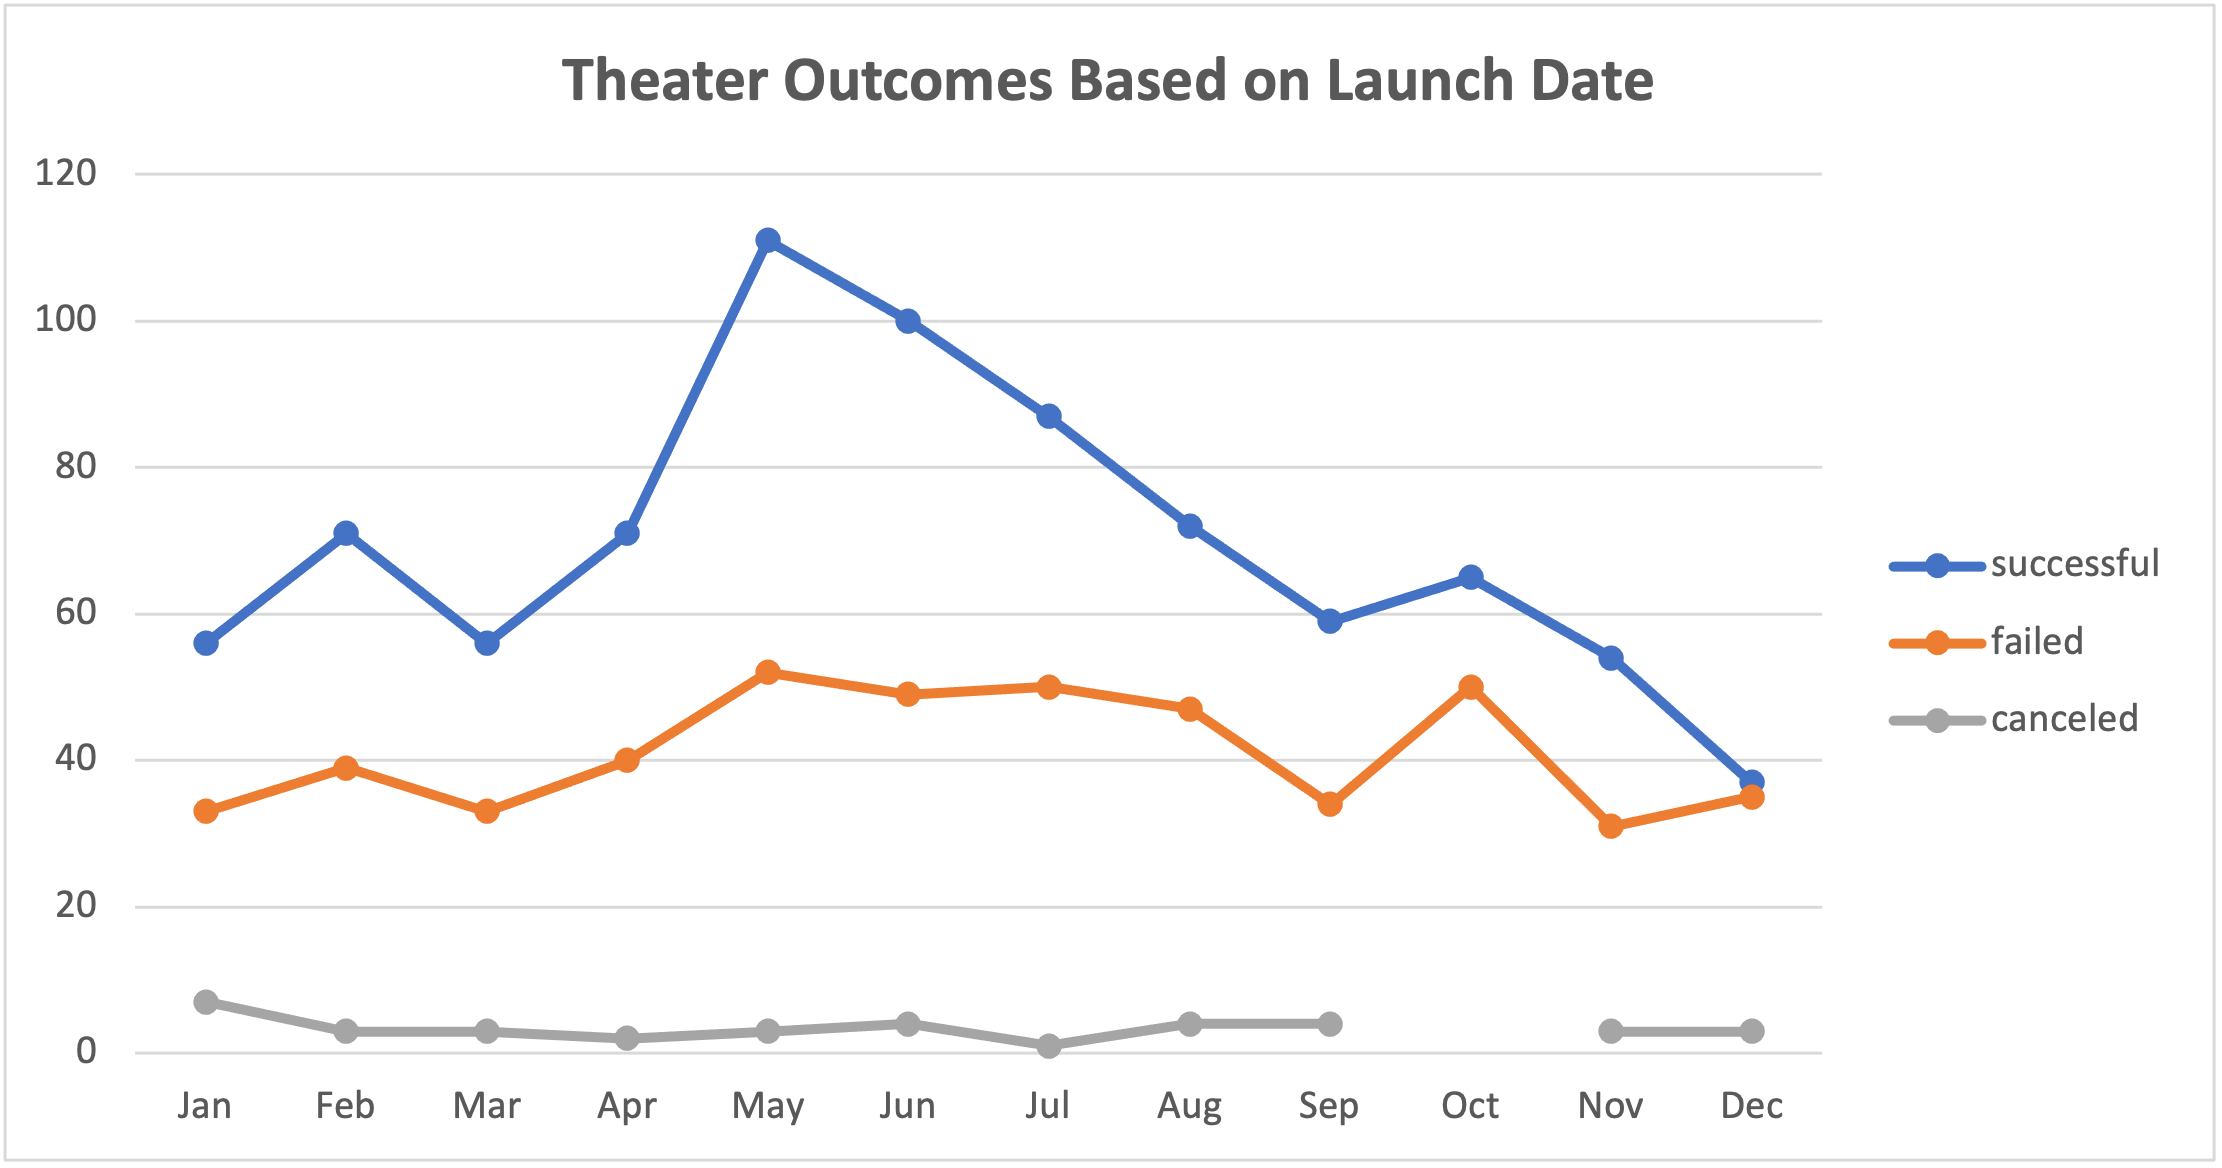 Theater Outcomes Based on Launch Date
120
100
80
60
40
20
0
Jan Feb Mar Apr May Jun Jul Aug Sep Oct Nov Dec
successful
failed
canceled